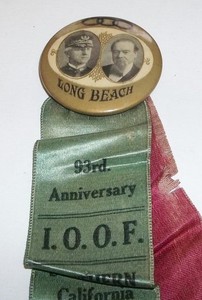 LONG BEACH
93rd.
Anniversary
I. O. O. F.
California